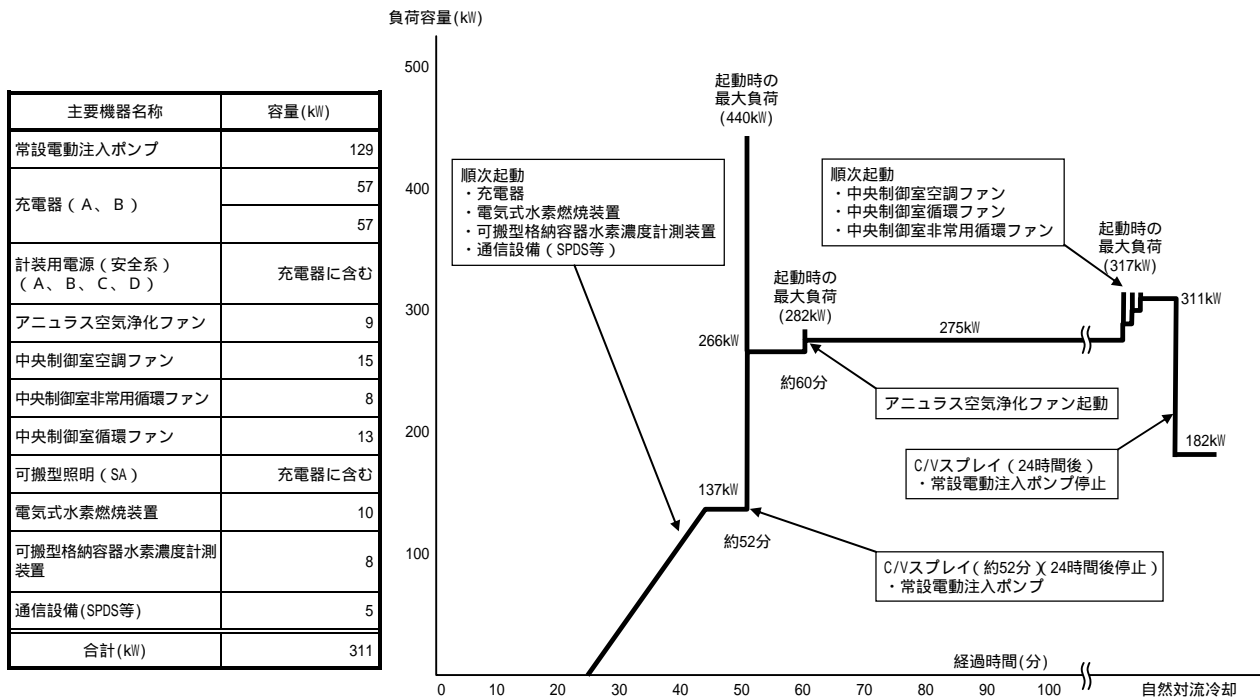 主要機器名称 容量(kW)
常設電動注入ポンプ 129
充電器(A、B) 57
57
計装用電源(安全系)
(A、B、C、D) 充電器に含む
アニュラス空気浄化ファン 9
中央制御室空調ファン 15
中央制御室非常用循環ファン 8
中央制御室循環ファン 13
可搬型照明(SA) 充電器に含む
電気式水素燃焼装置 10
可搬型格納容器水素濃度計測
装置 8
通信設備(SPDS等) 5
合計(kW) 311
負荷容量(kW)
500
400
300
200
100
順次起動
・充電器
・電気式水素燃焼装置
・可搬型格納容器水素濃度計測装置
・通信設備(SPDS等)
起動時の
最大負荷
(440kW)
順次起動
・中央制御室空調ファン
・中央制御室循環ファン
・中央制御室非常用循環ファン
起動時の
最大負荷
(317kW)
起動時の
最大負荷
(282kW)
311kW
275kW
266kW
約60分
アニュラス空気浄化ファン起動
182kW
C/Vスプレイ(24時間後)
・常設電動注入ポンプ停止
137kW
約52分
C/Vスプレイ(約52分)(24時間後停止)
・常設電動注入ポンプ
経過時間(分)
0 10 20 30 40 50 60 70 80 90 100 自然対流冷却